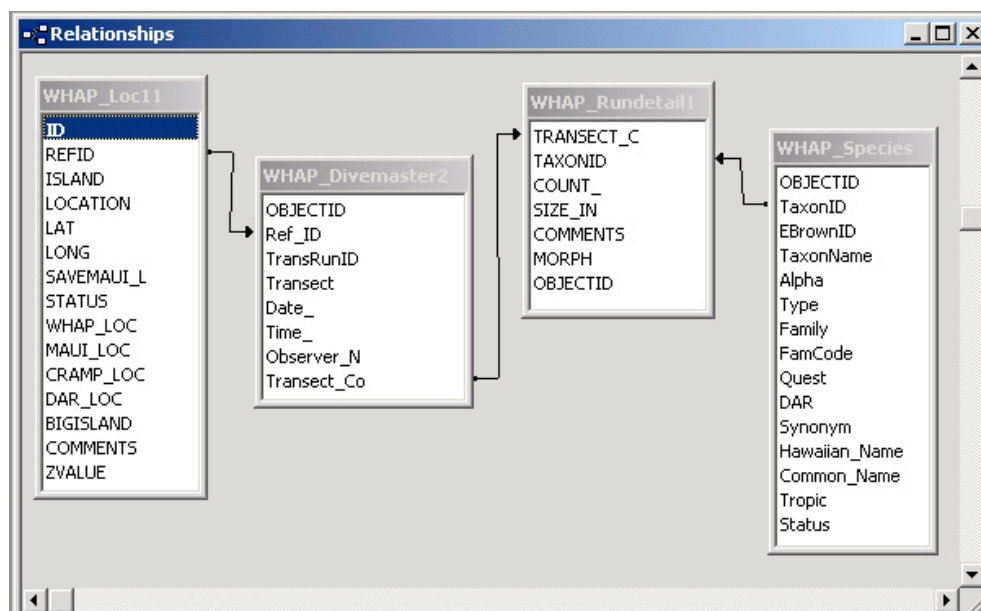 Relationships
WHAP_Loc11
ID
REFID
ISLAND
LOCATION
LAT
LONG
SAVEMAUI_L
STATUS
WHAP_LOC
MAUI_LOC
CRAMP_LOC
DAR_LOC
BIGISLAND
COMMENTS
ZVALUE
WHAP_Divemaster2
OBJECTID
Ref_ID
TransRunID
Transect
Date_
Time_
Observer_N
Transect_Co
WHAP_Rundetail1
TRANSECT_C
TAXONID
COUNT_
SIZE_IN
COMMENTS
MORPH
OBJECTID
WHAP_Species
OBJECTID
TaxonID
EBrownID
TaxonName
Alpha
Type
Family
FamCode
Quest
DAR
Synonym
Hawaiian_Name
Common_Name
Tropic
Status